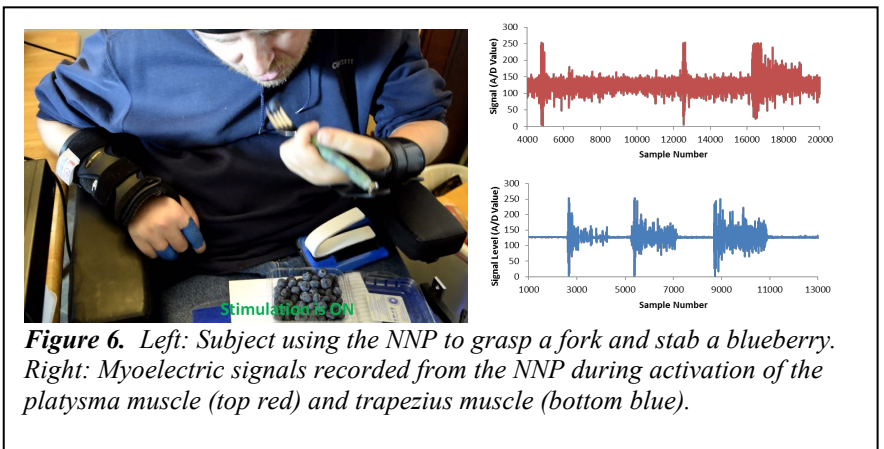 Stimulation is ON
300
250
200
150
100
50
0
Signal (A/D Value)
4000 6000 8000 10000 12000 14000 16000 18000 20000
Sample Number
300
250
200
150
100
50
0
Signal Level (A/D Value)
1000 3000 5000 7000 9000 11000 13000
Sample Number
Figure 6. Left: Subject using the NNP to grasp a fork and stab a blueberry.
Right: Myoelectric signals recorded from the NNP during activation of the
platysma muscle (top red) and trapezius muscle (bottom blue).